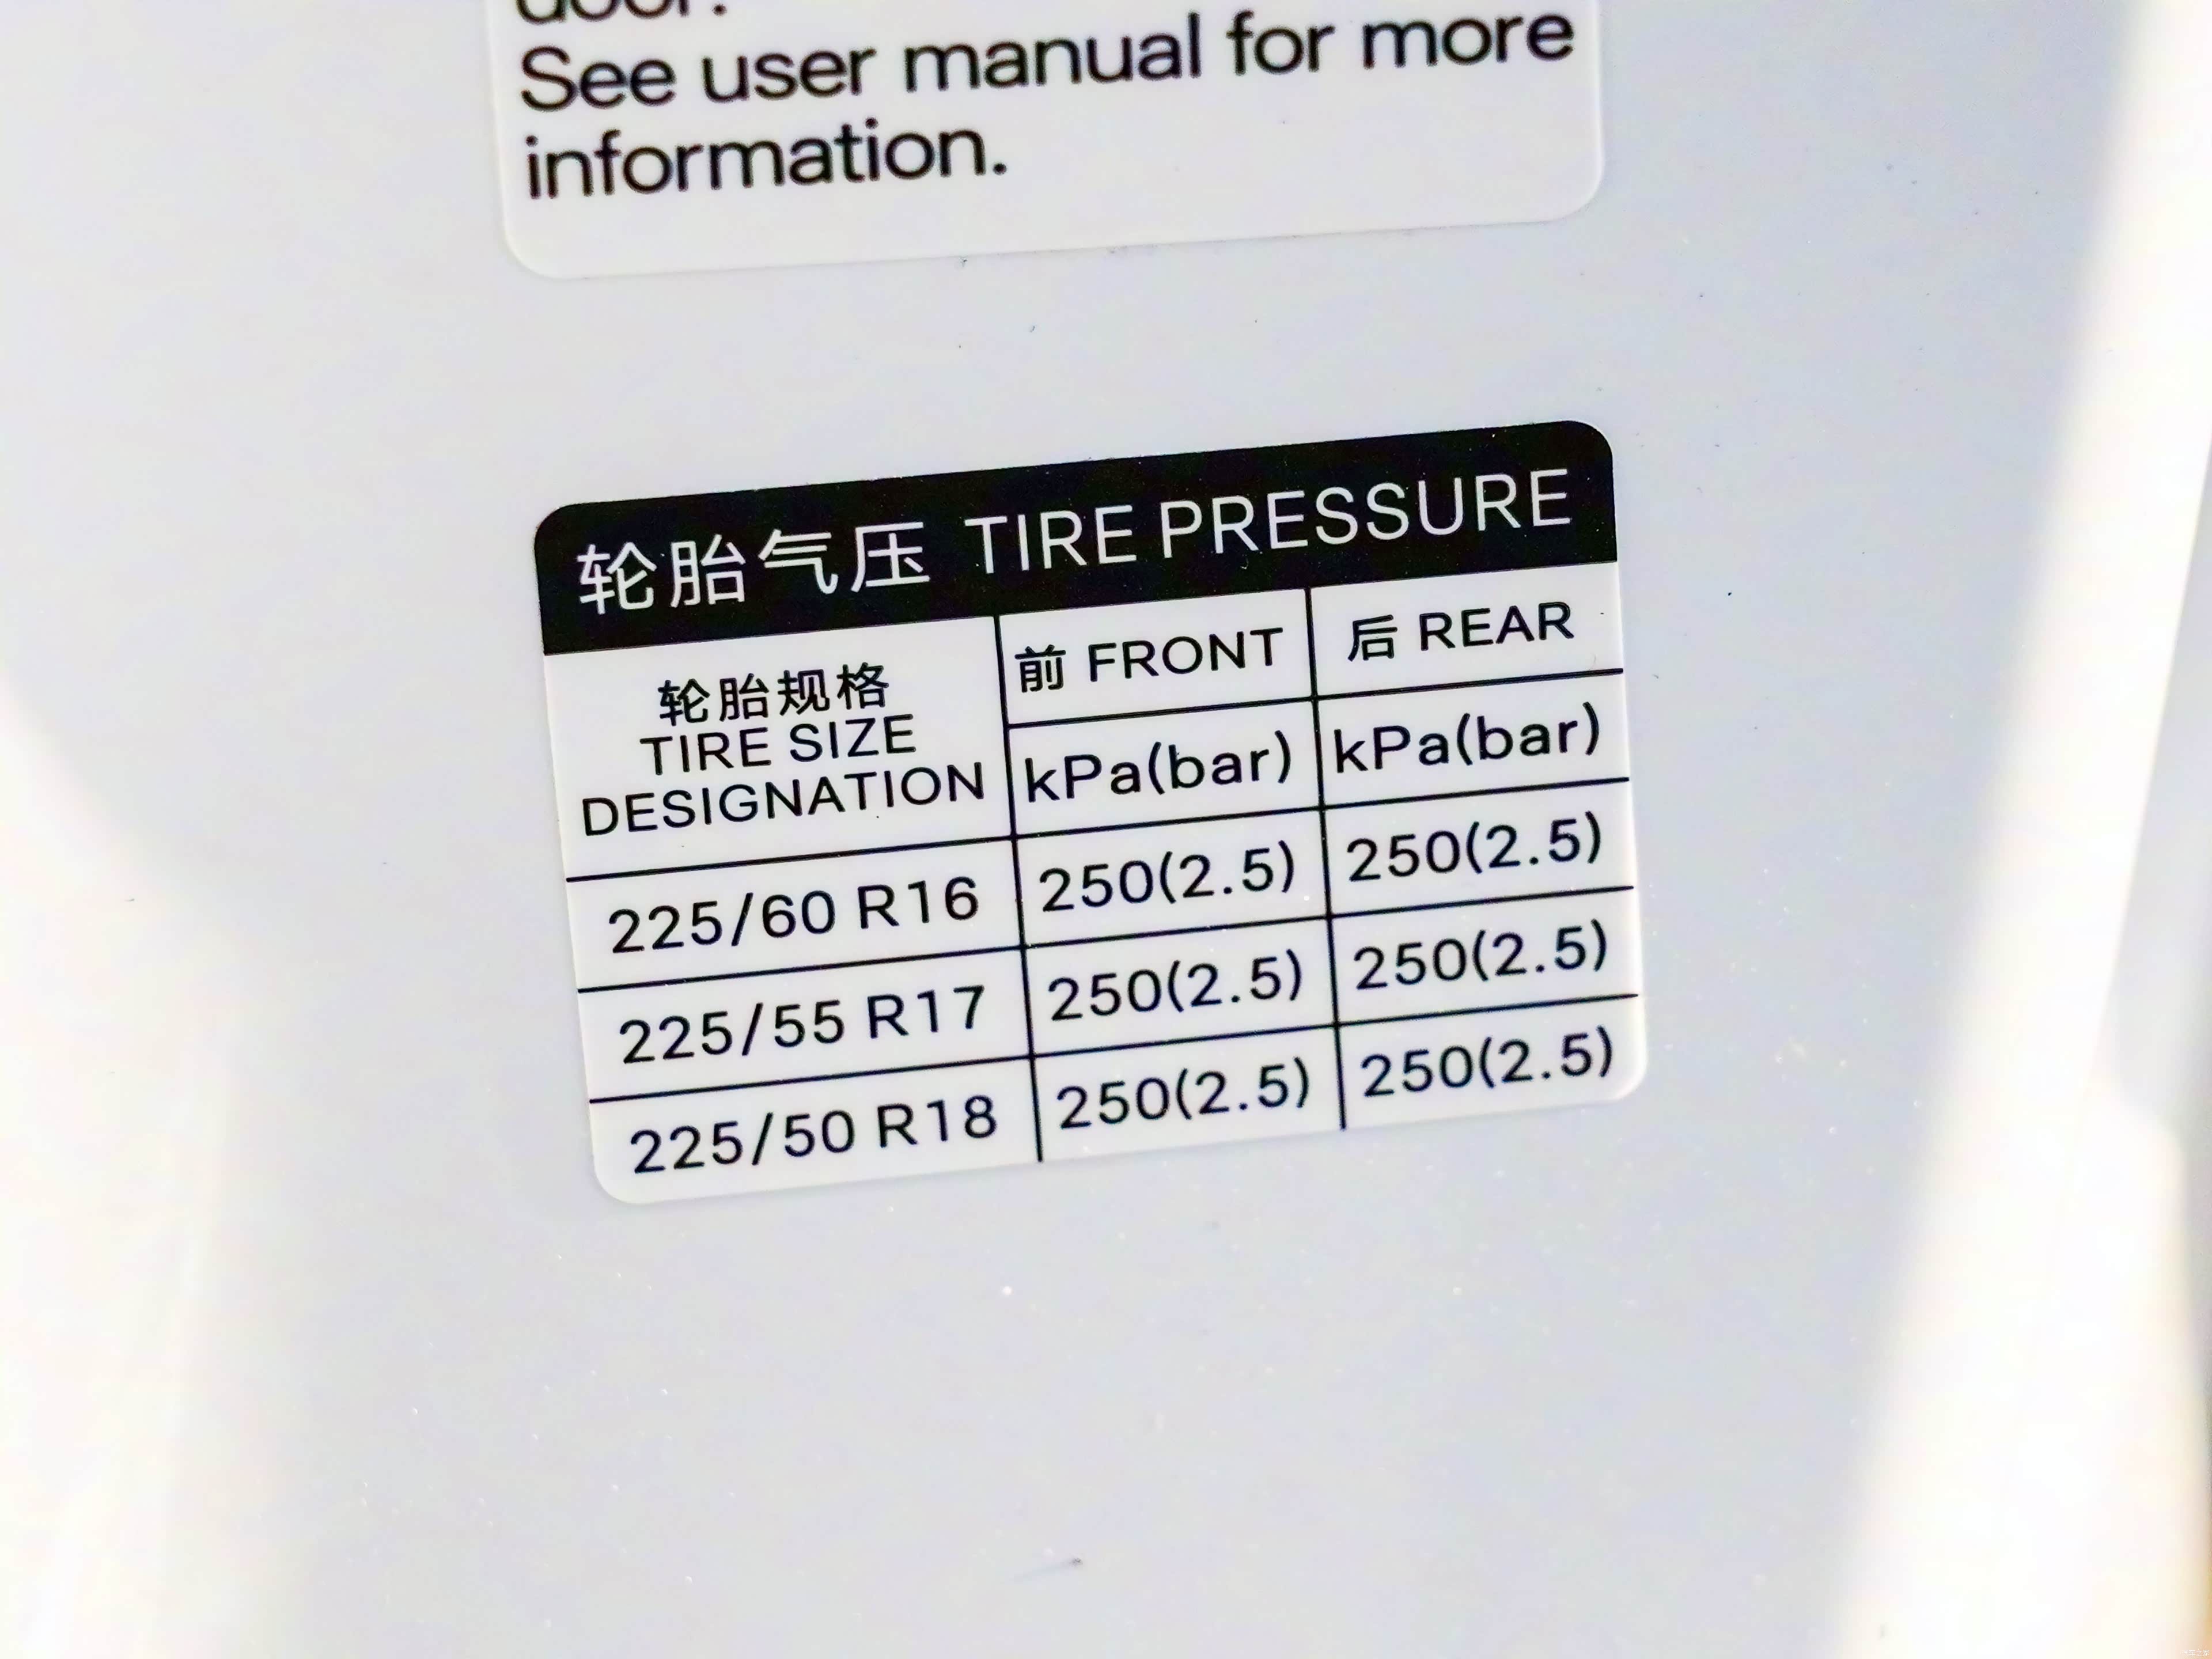 door.
See user manual for more
information.
轮胎气压 TIRE PRESSURE
轮胎规格
TIRE SIZE
DESIGNATION
前 FRONT
后 REAR
kPa(bar)
kPa(bar)
225/60 R16
250(2.5)
250(2.5)
225/55 R17
250(2.5)
250(2.5)
225/50 R18
250(2.5)
250(2.5)